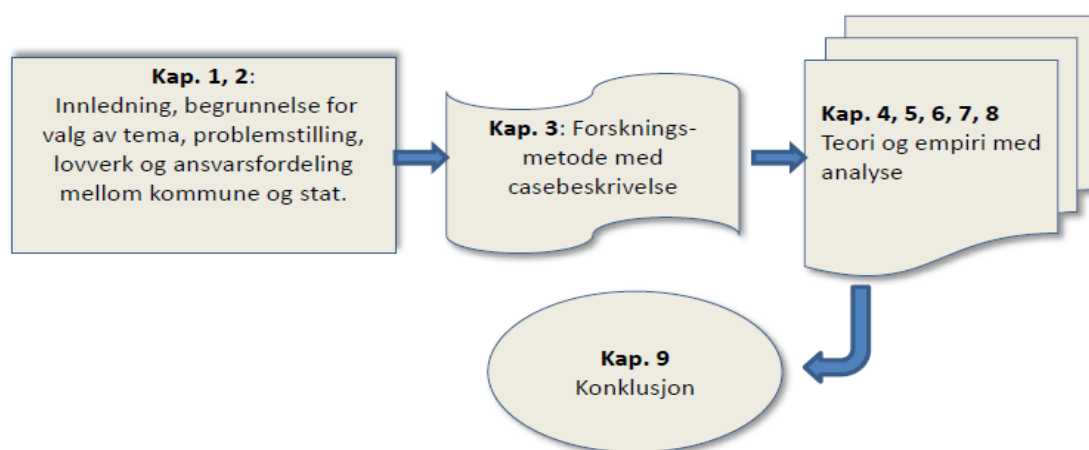 Kap. 1, 2:
Innledning, begrunnelse for
valg av tema, problemstilling,
lovverk og ansvarsfordeling
mellom kommune og stat.
Kap. 3: Forsknings-
metode med
casebeskrivelse
Kap. 4, 5, 6, 7, 8
Teori og empiri med
analyse
Kap. 9
Konklusjon